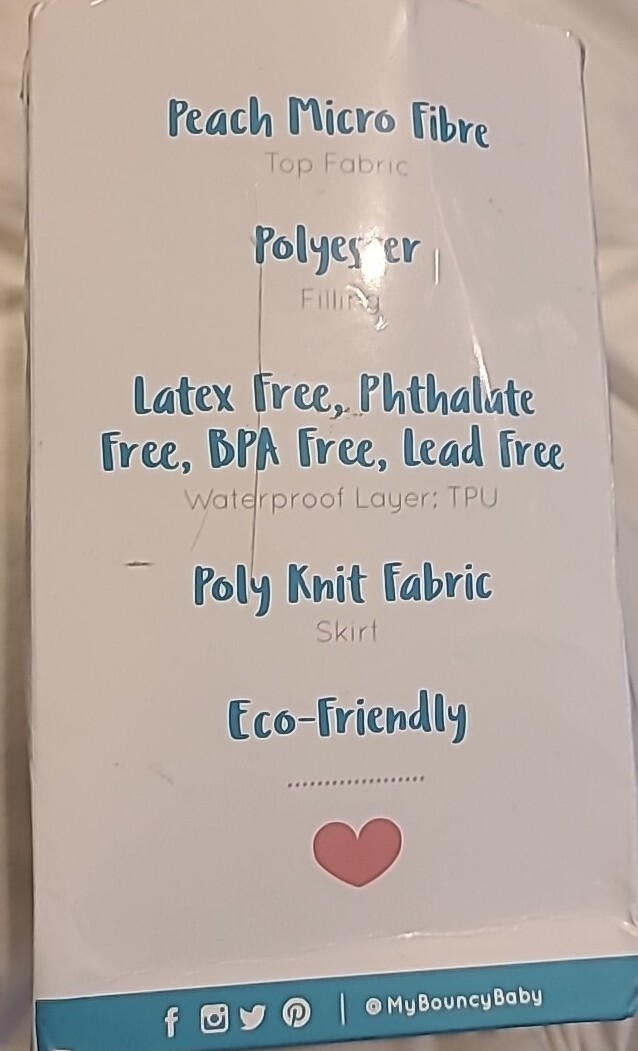 Peach Micro Fibre
Top Fabric
Polyester
Filling
Latex Free, Phthalate
Free, BPA Free, Lead Free
Waterproof Layer: TPU
Poly Knit Fabric
Skirt
Eco-Friendly
@MyBouncyBaby